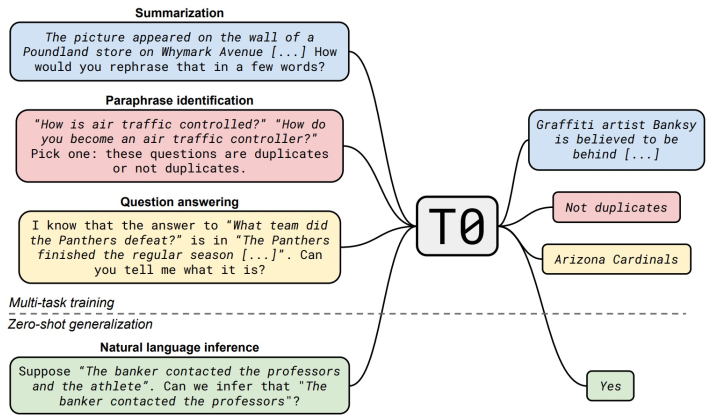 Summarization
The picture appeared on the wall of a
Poundland store on Whymark Avenue [...] How
would you rephrase that in a few words?
Paraphrase identification
“How is air traffic controlled?” “How do
you become an air traffic controller?”
Pick one: these questions are duplicates
or not duplicates.
Question answering
I know that the answer to “What team did
the Panthers defeat?” is in “The Panthers
finished the regular season [...]”. Can
you tell me what it is?
Multi-task training
Zero-shot generalization
Natural language inference
Suppose “The banker contacted the professors
and the athlete”. Can we infer that "The
banker contacted the professors"?
T0
Graffiti artist Banksy
is believed to be
behind [...]
Not duplicates
Arizona Cardinals
Yes